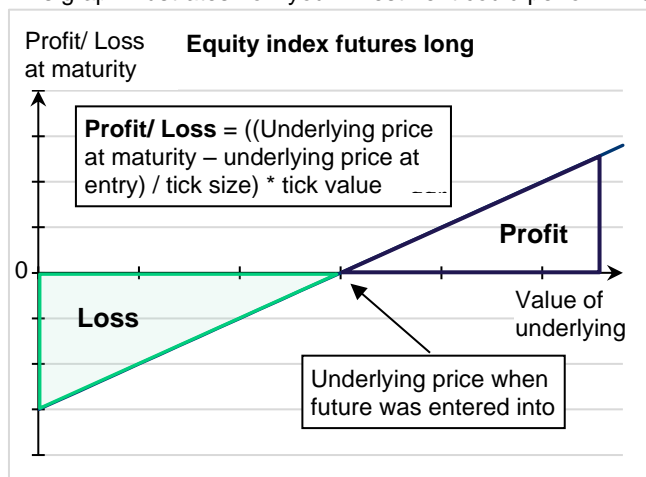 Profit/ Loss
at maturity
Equity index futures long
Profit/ Loss = ((Underlying price
at maturity – underlying price at
entry) / tick size) * tick value
Profit
0
Value of
underlying
Loss
Underlying price when
future was entered into